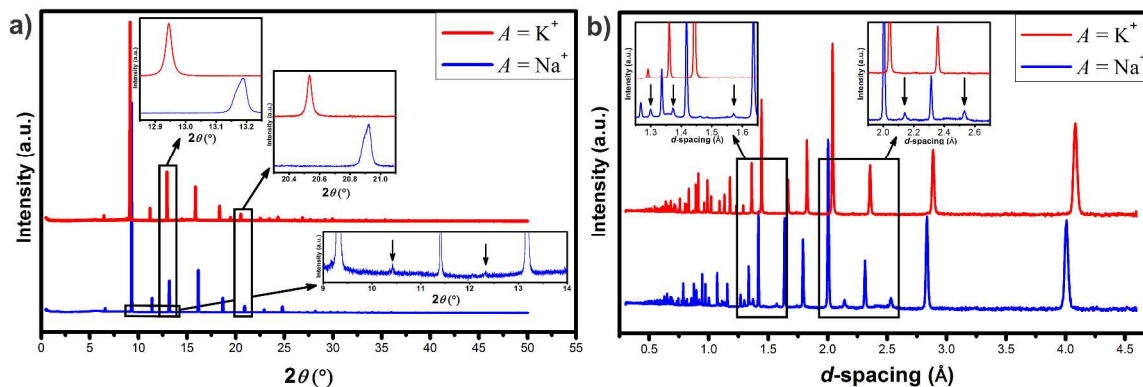 a)
A = K+
A = Na+
Intensity (a.u.)
12.9 13.0 13.1 13.2
2θ(°)
Intensity (a.u.)
20.4 20.6 20.8 21.0
2θ(°)
Intensity (a.u.)
9 10 11 12 13 14
2θ(°)
Intensity (a.u.)
0 5 10 15 20 25 30 35 40 45 50 55
2θ(°)
b)
A = K+
A = Na+
Intensity (a.u.)
1.3 1.4 1.5 1.6
d-spacing (Å)
Intensity (a.u.)
2.0 2.2 2.4 2.6
d-spacing (Å)
Intensity (a.u.)
0.5 1.0 1.5 2.0 2.5 3.0 3.5 4.0 4.5
d-spacing (Å)